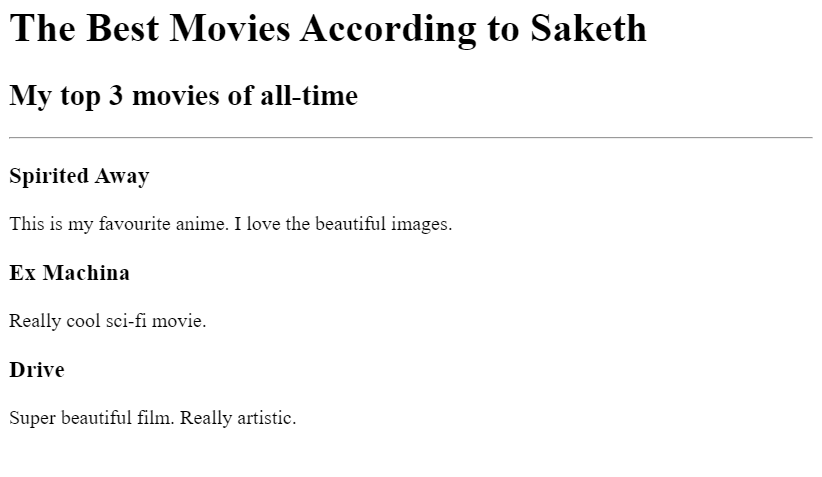 The Best Movies According to Saketh
My top 3 movies of all-time
Spirited Away
This is my favourite anime. I love the beautiful images.
Ex Machina
Really cool sci-fi movie.
Drive
Super beautiful film. Really artistic.